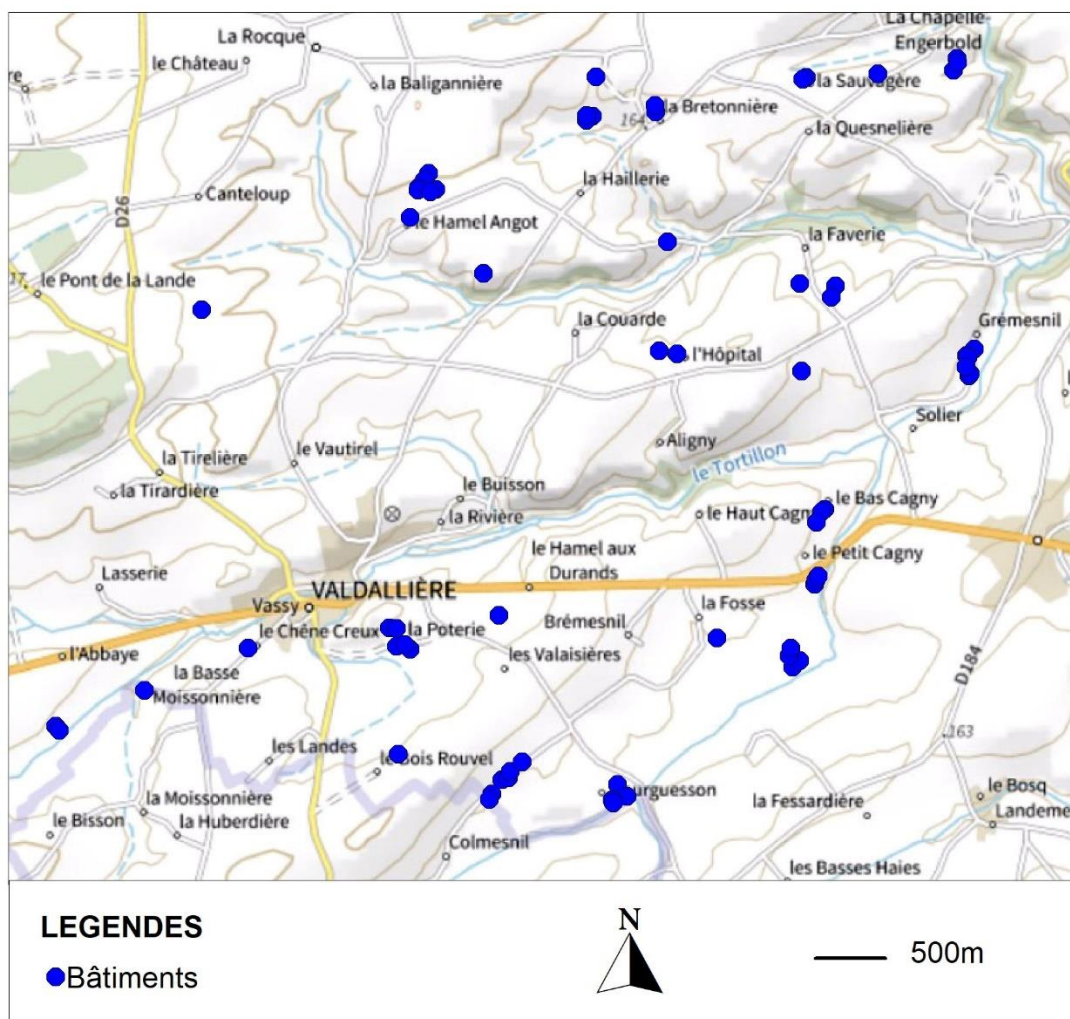 La Chapelle-
Engerbold
La Rocque
le Château
la Baligannière
la Sauvagère
la Bretonnière
164
la Quesnelière
Canteloup
la Haillerie
D26
le Hamel Angot
la Faverie
17
le Pont de la Lande
la Couarde
Grémesnil
l'Hôpital
Solier
Aligny
le Vautirel
la Tirelière
le Tortillon
la Tirardière
le Buisson
le Bas Cagny
la Rivière
le Haut Cagn
le Petit Cagny
le Hamel aux
Durands
Lasserie
VALDALLIÈRE
Vassy
la Fosse
la Poterie
Brémesnil
le Chêne Creux
l'Abbaye
les Valaisières
la Basse
Moissonnière
D184
163
les Landes
le Bois Rouvel
urguesson
la Moissonnière
la Fessardière
le Bosq
le Bisson
la Huberdière
Landeme
Colmesnil
les Basses Haies
LEGENDES
Bâtiments
N
500m